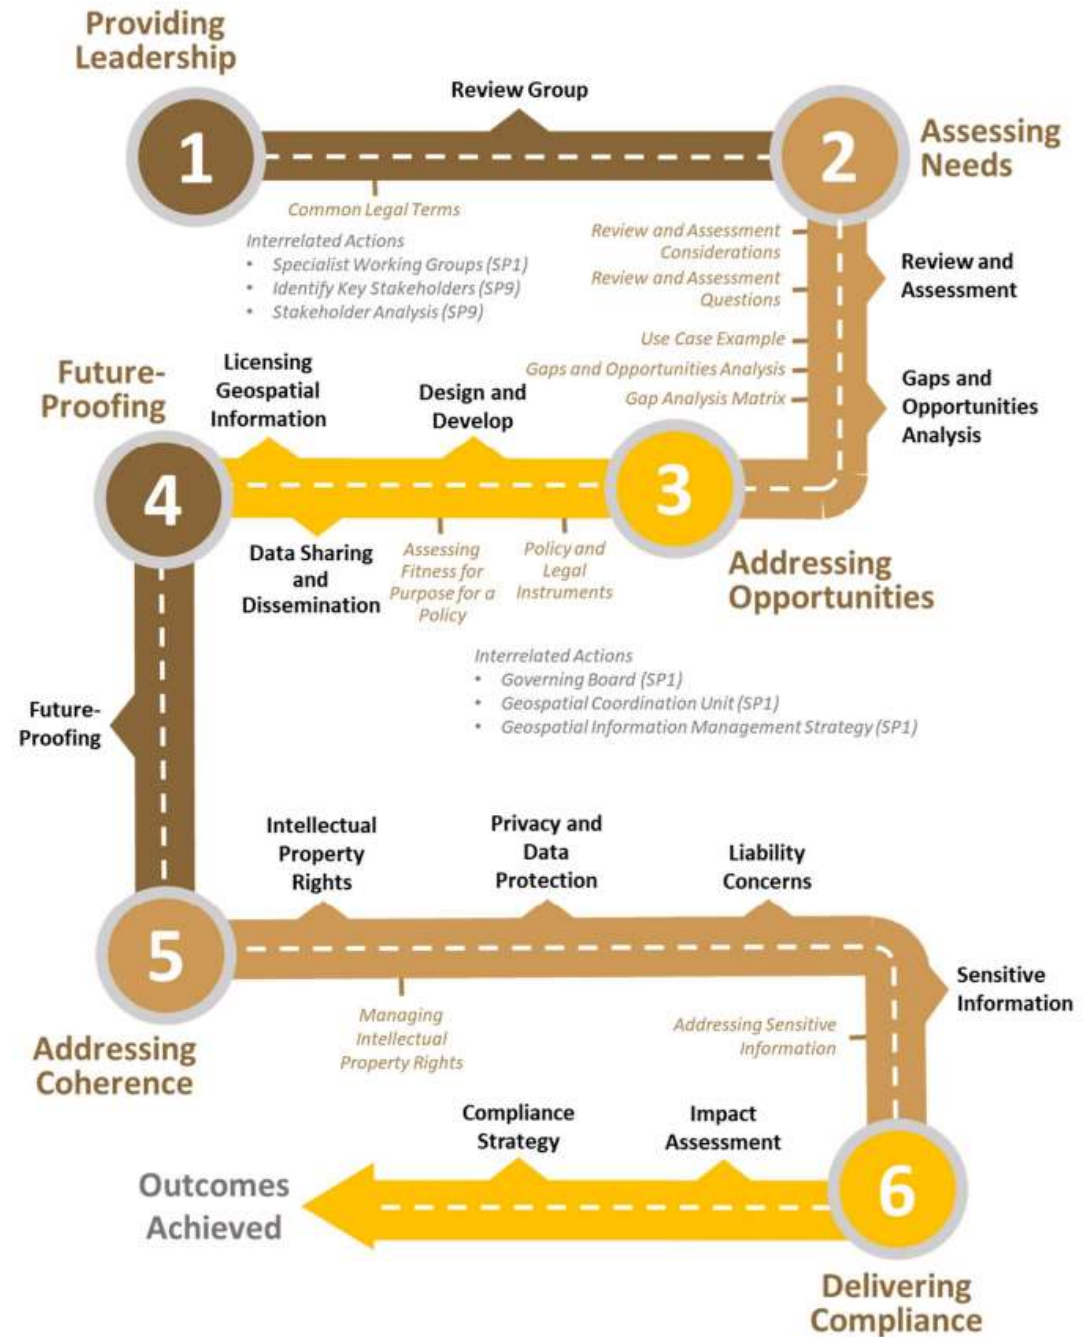 Providing
Leadership
1
Review Group
2
Assessing
Needs
Common Legal Terms
Interrelated Actions
• Specialist Working Groups (SP1)
• Identify Key Stakeholders (SP9)
• Stakeholder Analysis (SP9)
Review and Assessment
Considerations
Review and Assessment
Questions
Use Case Example
Gaps and Opportunities Analysis
Gap Analysis Matrix
Review and
Assessment
Gaps and
Opportunities
Analysis
3
Addressing
Opportunities
Design and
Develop
Licensing
Geospatial
Information
Policy and
Legal
Instruments
Assessing
Fitness for
Purpose for a
Policy
Data Sharing
and
Dissemination
Interrelated Actions
• Governing Board (SP1)
• Geospatial Coordination Unit (SP1)
• Geospatial Information Management Strategy (SP1)
Future-
Proofing
4
Future-
Proofing
5
Addressing
Coherence
Intellectual
Property
Rights
Privacy and
Data
Protection
Liability
Concerns
Sensitive
Information
Managing
Intellectual
Property Rights
Addressing Sensitive
Information
6
Delivering
Compliance
Impact
Assessment
Compliance
Strategy
Outcomes
Achieved